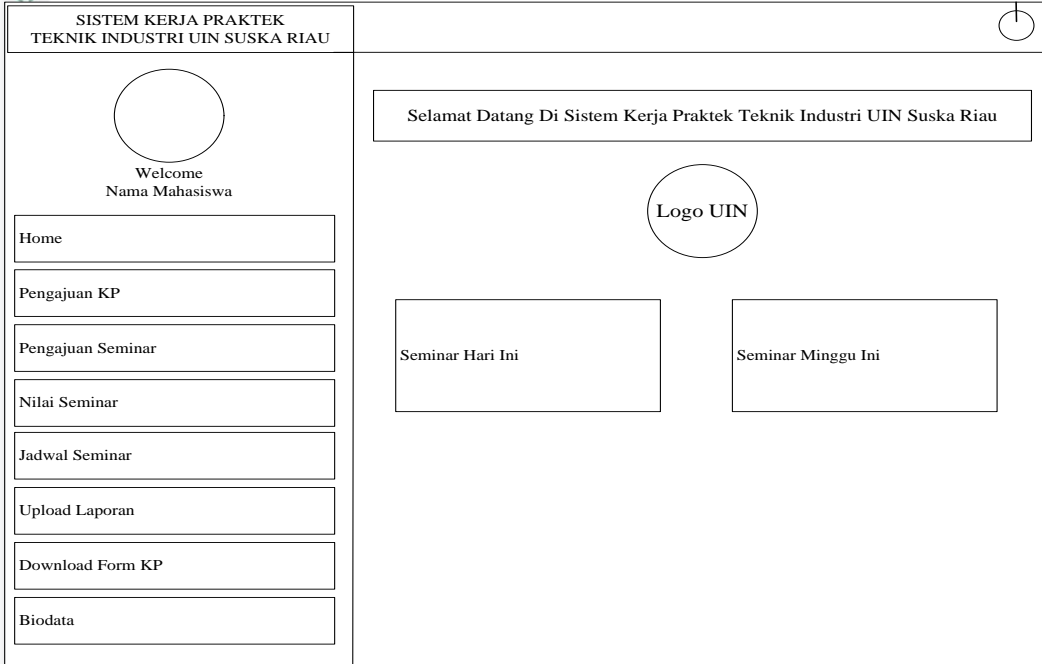 SISTEM KERJA PRAKTEK
TEKNIK INDUSTRI UIN SUSKA RIAU
Welcome
Nama Mahasiswa
Home
Pengajuan KP
Pengajuan Seminar
Nilai Seminar
Jadwal Seminar
Upload Laporan
Download Form KP
Biodata
Selamat Datang Di Sistem Kerja Praktek Teknik Industri UIN Suska Riau
Logo UIN
Seminar Hari Ini
Seminar Minggu Ini